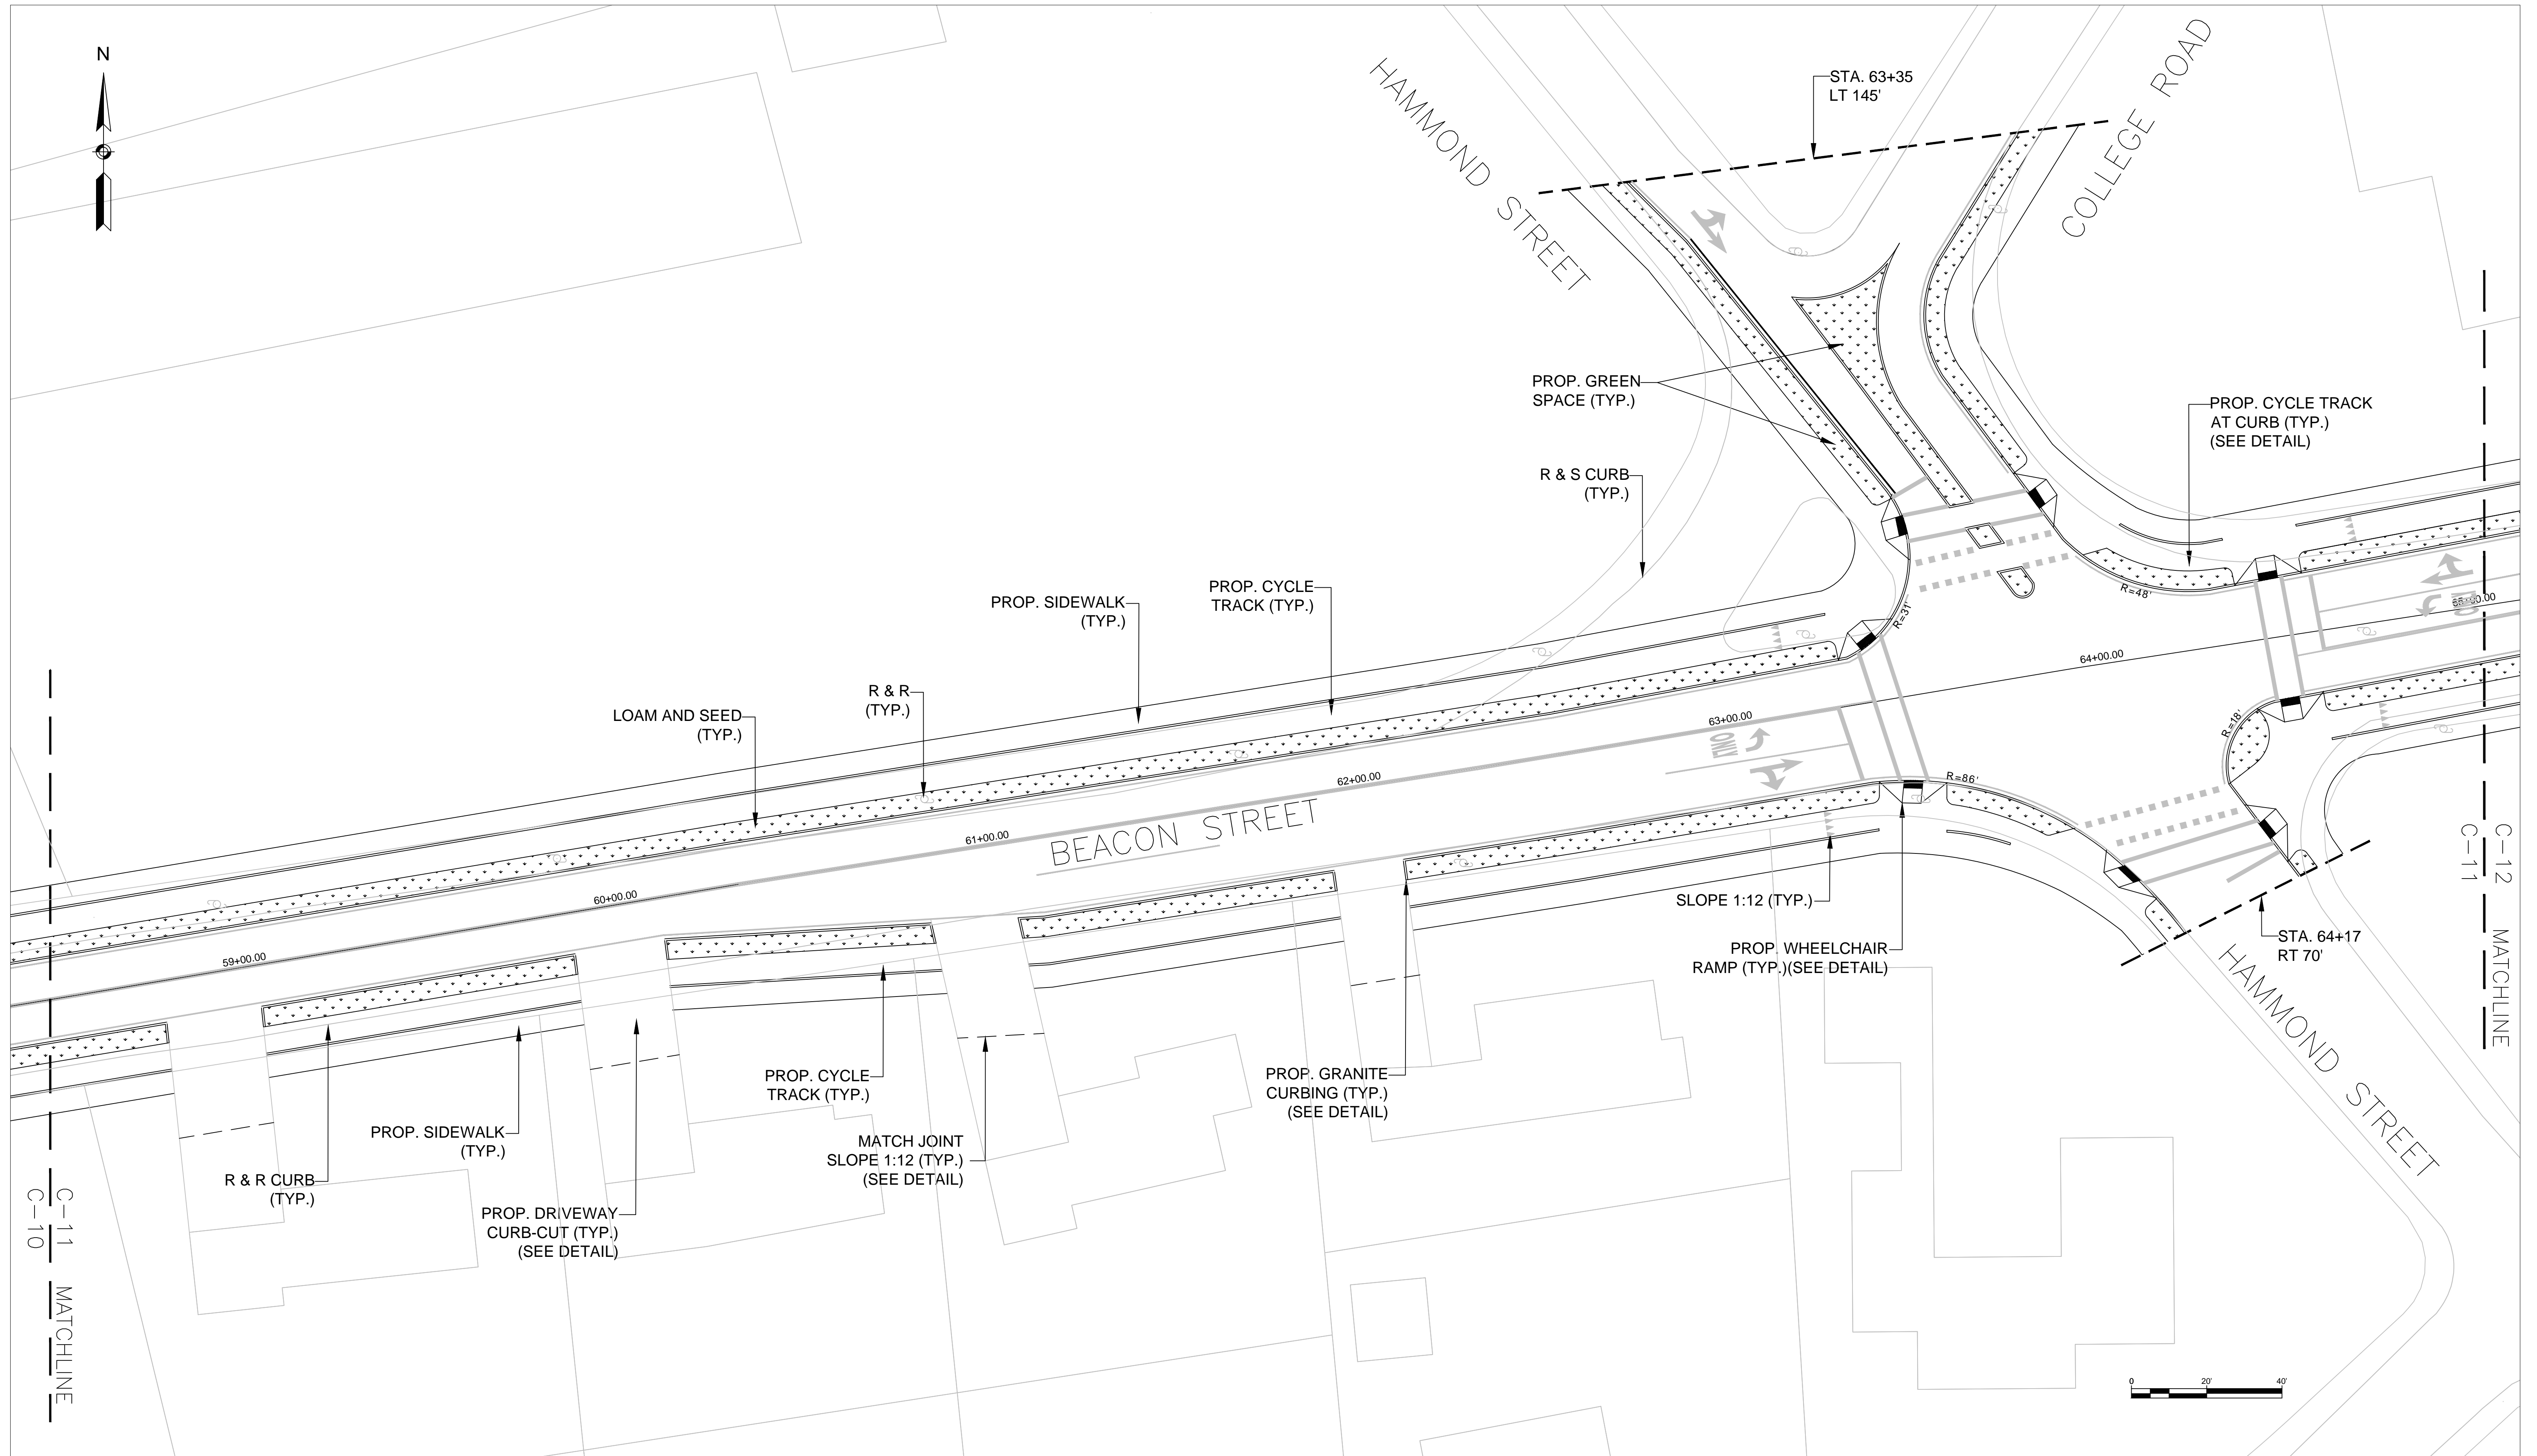 N
HAMMOND STREET
COLLEGE ROAD
STA. 63+35
LT 145'
PROP. GREEN
SPACE (TYP.)
PROP. CYCLE TRACK
AT CURB (TYP.)
(SEE DETAIL)
R & S CURB
(TYP.)
PROP. CYCLE
TRACK (TYP.)
PROP. SIDEWALK
(TYP.)
R & R
(TYP.)
LOAM AND SEED
(TYP.)
R=31'
R=48'
ONLY
65+00.00
64+00.00
63+00.00
62+00.00
61+00.00
60+00.00
59+00.00
ONLY
R=86'
R=18'
BEACON STREET
SLOPE 1:12 (TYP.)
PROP. WHEELCHAIR
RAMP (TYP.)(SEE DETAIL)
STA. 64+17
RT 70'
HAMMOND STREET
C-12 MATCHLINE
C-11
PROP. GRANITE
CURBING (TYP.)
(SEE DETAIL)
PROP. CYCLE
TRACK (TYP.)
MATCH JOINT
SLOPE 1:12 (TYP.)
(SEE DETAIL)
PROP. SIDEWALK
(TYP.)
R & R CURB
(TYP.)
PROP. DRIVEWAY
CURB-CUT (TYP.)
(SEE DETAIL)
C-11 MATCHLINE
C-10
0 20' 40'